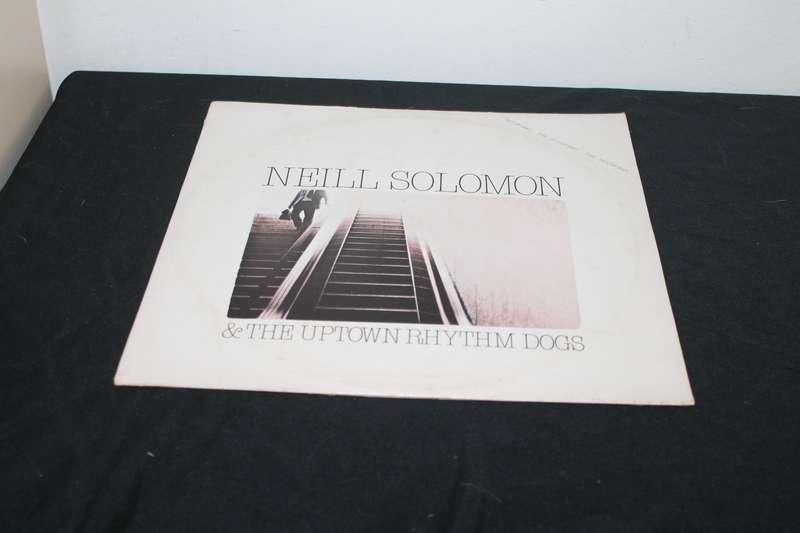 NEILL SOLOMON
& THE UPTOWN RHYTHM DOGS